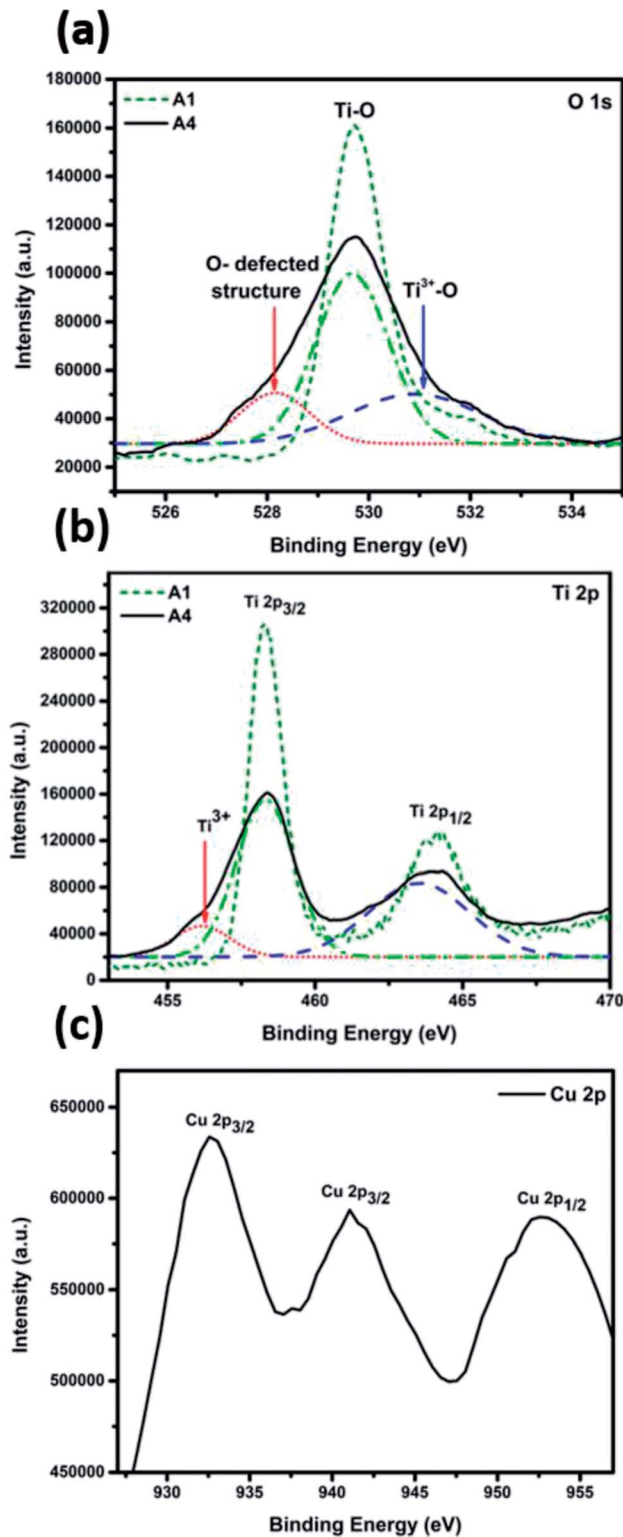 (a)
180000
160000
140000
120000
100000
80000
60000
40000
20000
A1
A4
Ti-O
O 1s
O- defected
structure
Ti3+-O
Intensity (a.u.)
526 528 530 532 534
Binding Energy (eV)
(b)
320000
280000
240000
200000
160000
120000
80000
40000
0
A1
A4
Ti 2p3/2
Ti 2p
Ti3+
Ti 2p1/2
Intensity (a.u.)
455 460 465 470
Binding Energy (eV)
(c)
650000
600000
550000
500000
450000
Cu 2p
Cu 2p3/2
Cu 2p3/2
Cu 2p1/2
Intensity (a.u.)
930 935 940 945 950 955
Binding Energy (eV)